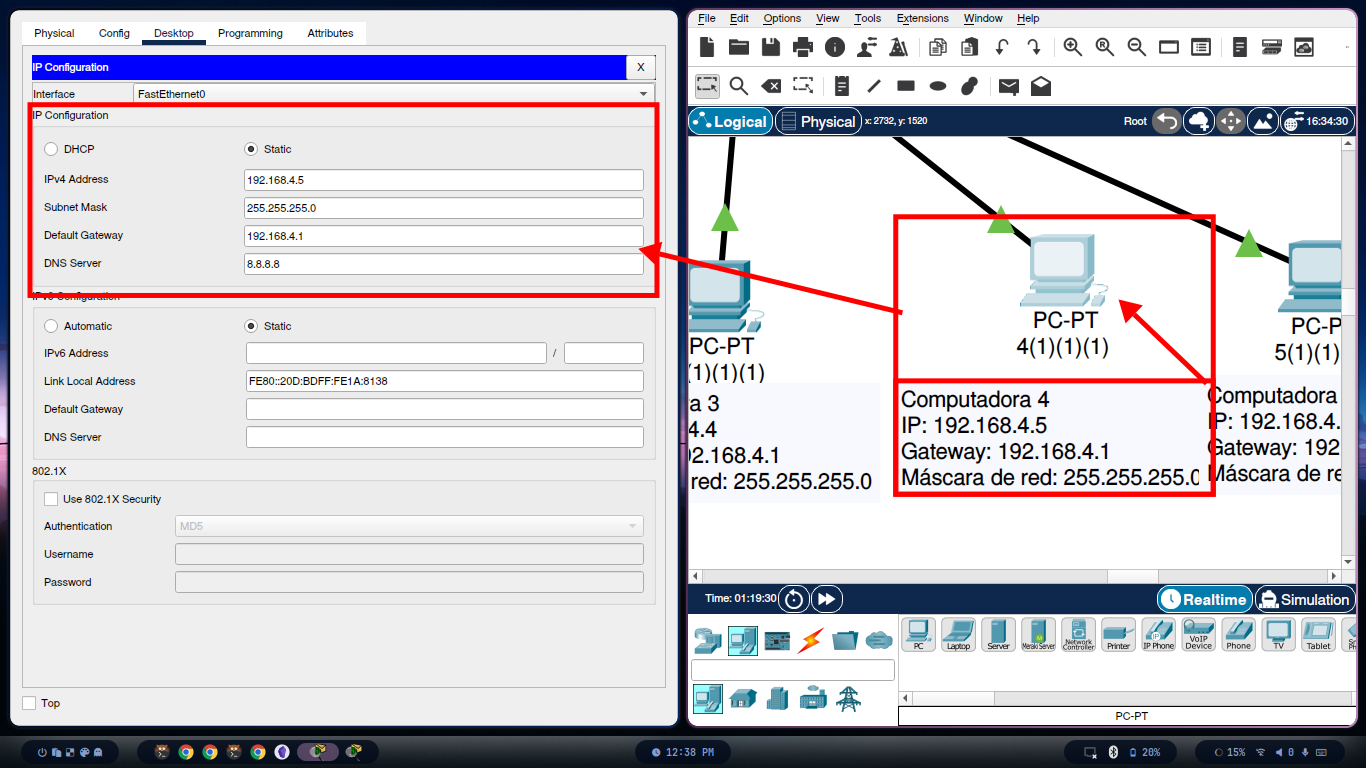 Physical Config Desktop Programming Attributes
IP Configuration X
Interface FastEthernet0
IP Configuration
DHCP Static
IPv4 Address 192.168.4.5
Subnet Mask 255.255.255.0
Default Gateway 192.168.4.1
DNS Server 8.8.8.8
IPv6 Configuration
Automatic Static
IPv6 Address /
Link Local Address FE80::20D:BDFF:FE1A:8138
Default Gateway
DNS Server
802.1X
Use 802.1X Security
Authentication MD5
Username
Password
Top
File Edit Options View Tools Extensions Window Help
Logical Physical x: 2732, y: 1520 Root 16:34:30
PC-PT
(1)(1)(1)
a 3
4.4
2.168.4.1
red: 255.255.255.0
PC-PT
4(1)(1)(1)
Computadora 4
IP: 192.168.4.5
Gateway: 192.168.4.1
Máscara de red: 255.255.255.0
PC-P
5(1)(1)
Computadora
IP: 192.168.4.
Gateway: 192
Máscara de re
Time: 01:19:30 Realtime Simulation
PC Laptop Server Meraki Server Network Controller Printer IP Phone VoIP Device Phone TV Tablet
PC-PT
12:38 PM 20% 15% 0